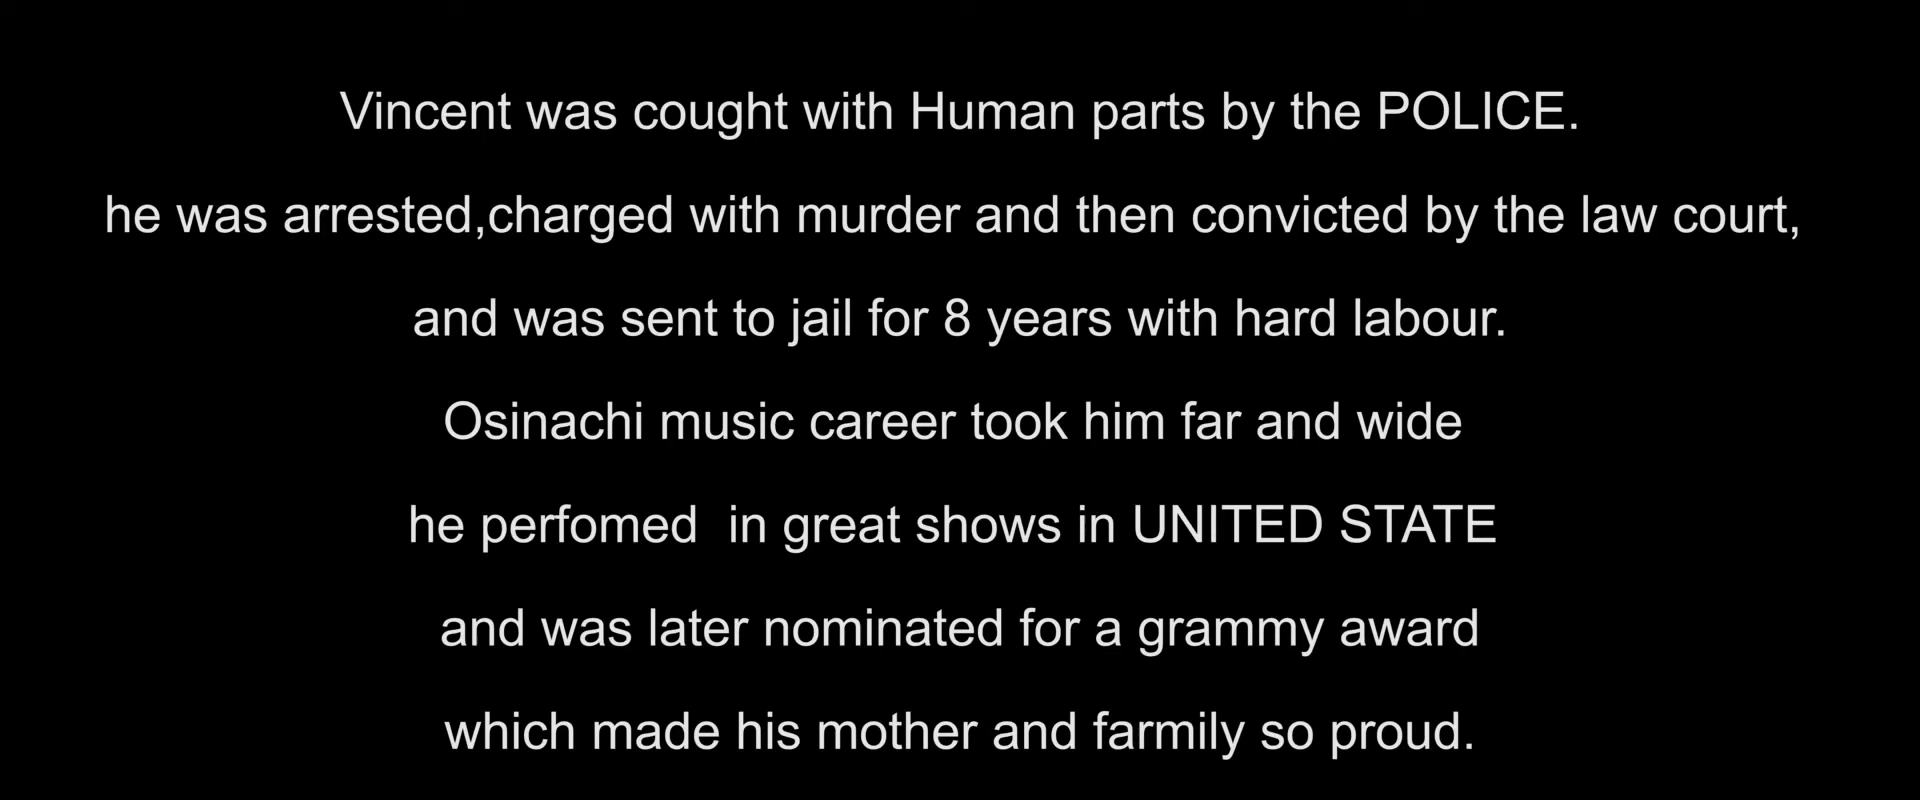 Vincent was cought with Human parts by the POLICE.
he was arrested,charged with murder and then convicted by the law court,
and was sent to jail for 8 years with hard labour.
Osinachi music career took him far and wide
he perfomed  in great shows in UNITED STATE
and was later nominated for a grammy award
which made his mother and farmily so proud.